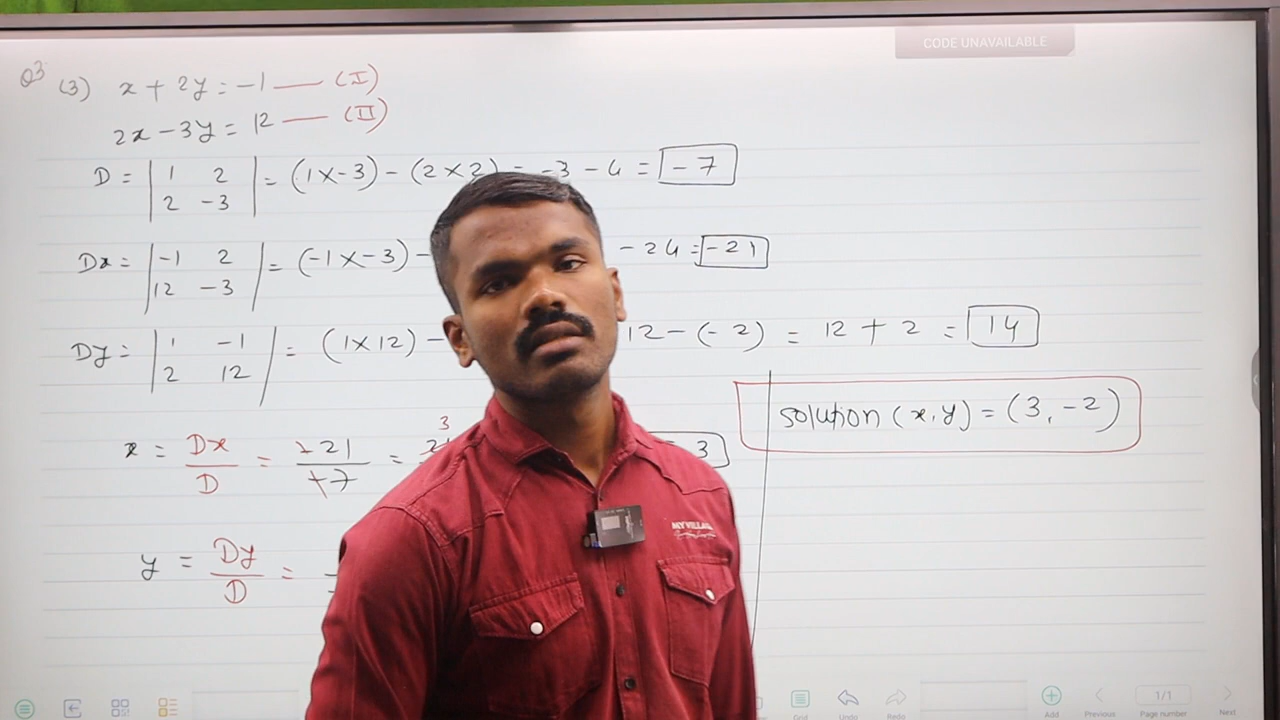 CODE UNAVAILABLE
Q3 (3) x + 2y = -1 — (I)
2x - 3y = 12 — (II)
D = | 1 2 | = (1 x -3) - (2 x 2) = -3 - 4 = -7
| 2 -3 |
Dx = | -1 2 | = (-1 x -3) - - 24 = -21
| 12 -3 |
Dy = | 1 -1 | = (1 x 12) - 12 - (-2) = 12 + 2 = 14
| 2 12 |
solution (x, y) = (3, -2)
x = Dx / D = -21 / -7 = 3
y = Dy / D =
MY VILLAGE
Grid
Undo
Redo
Add
Previous
1/1
Page number
Next